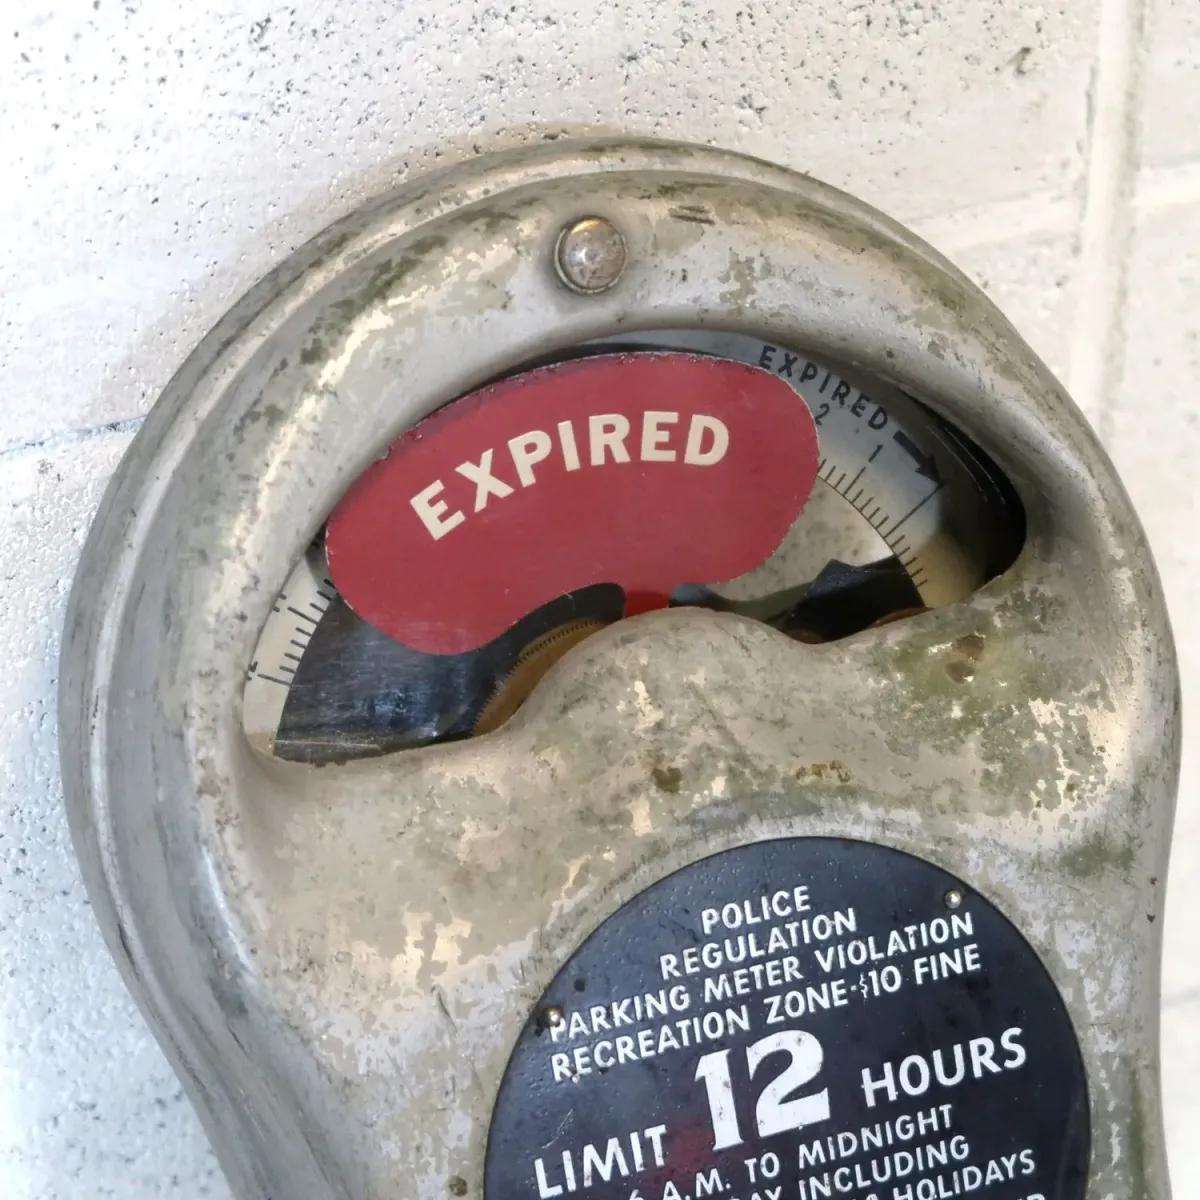 EXPIRED
EXPIRED
2 1
POLICE
REGULATION
PARKING METER VIOLATION
RECREATION ZONE-$10 FINE
LIMIT 12 HOURS
6 A.M. TO MIDNIGHT
INCLUDING
HOLIDAYS